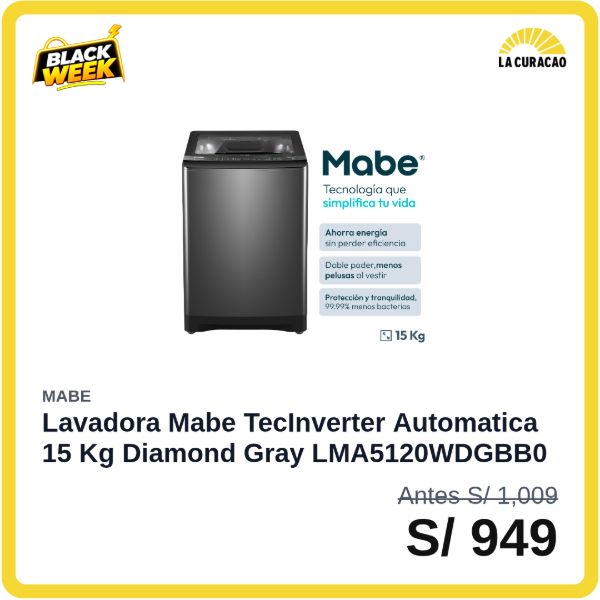 BLACK
WEEK
LA CURACAO
Mabe®
Tecnología que
simplifica tu vida
Ahorra energía
sin perder eficiencia
Doble poder,menos
pelusas al vestir
Protección y tranquilidad,
99.99% menos bacterias
15 Kg
MABE
Lavadora Mabe TecInverter Automatica
15 Kg Diamond Gray LMA5120WDGBB0
Antes S/ 1,009
S/ 949